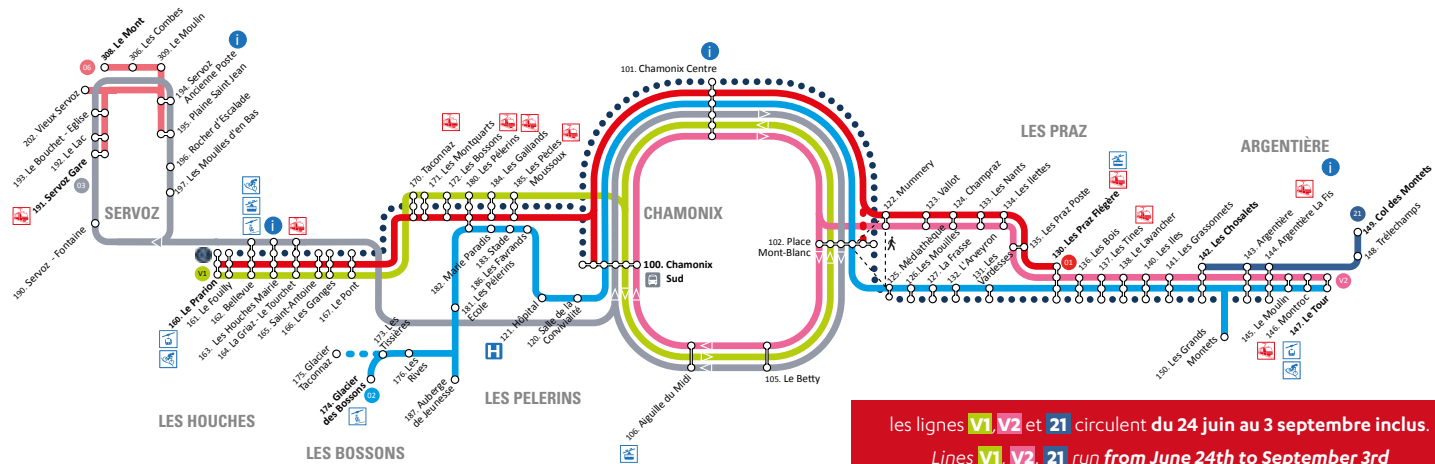 308. Le Mont
306. Les Combes
309. Le Moulin
i
06
194. Servoz
Ancienne Poste
195. Plaine Saint Jean
196. Rocher d'Escalade
197. Les Mouilles d'en Bas
202. Vieux Servoz
193. Le Bouchet - Eglise
192. Le Lac
191. Servoz Gare
03
190. Servoz - Fontaine
SERVOZ
i
V1
160. Le Prarion
161. Le Fouilly
162. Bellevue
163. Les Houches Mairie
164. La Griaz Le Tourchet
165. Saint-Antoine
166. Les Granges
167. Le Pont
LES HOUCHES
170. Taconnaz
171. Les Montquarts
172. Les Bossons
180. Les Pélerins
184. Les Gaillands
185. Les Pècles
Moussoux
182. Marie Paradis
183. Stade
186. Les Favrands
181. Les Pélerins
Ecole
173. Les
Tissières
175. Glacier
Taconnaz
176. Les
Rives
174. Glacier
des Bossons
02
187. Auberge
de Jeunesse
LES BOSSONS
H
121. Hôpital
120. Salle de la
Convivialité
LES PELERINS
i
101. Chamonix Centre
CHAMONIX
100. Chamonix
Sud
102. Place
Mont-Blanc
106. Aiguille du Midi
105. Le Betty
LES PRAZ
122. Mummery
123. Vallot
124. Champraz
133. Les Nants
134. Les Ilettes
135. Les Praz Poste
130. Les Praz Flégère
01
125. Médiathèque
126. Les Mouilles
127. La Frasse
132. L'Arveyron
131. Les
Vardesses
136. Les Bois
137. Les Tines
138. Le Lavancher
140. Les Iles
141. Les Grassonnets
142. Les Chosalets
ARGENTIÈRE
i
143. Argentière
144. Argentière La Fis
21
149. Col des Montets
148. Tréléchamps
V2
145. Le Moulin
146. Montroc
147. Le Tour
150. Les Grands
Montets
les lignes V1, V2 et 21 circulent du 24 juin au 3 septembre inclus.
Lines V1, V2, 21 run from June 24th to September 3rd